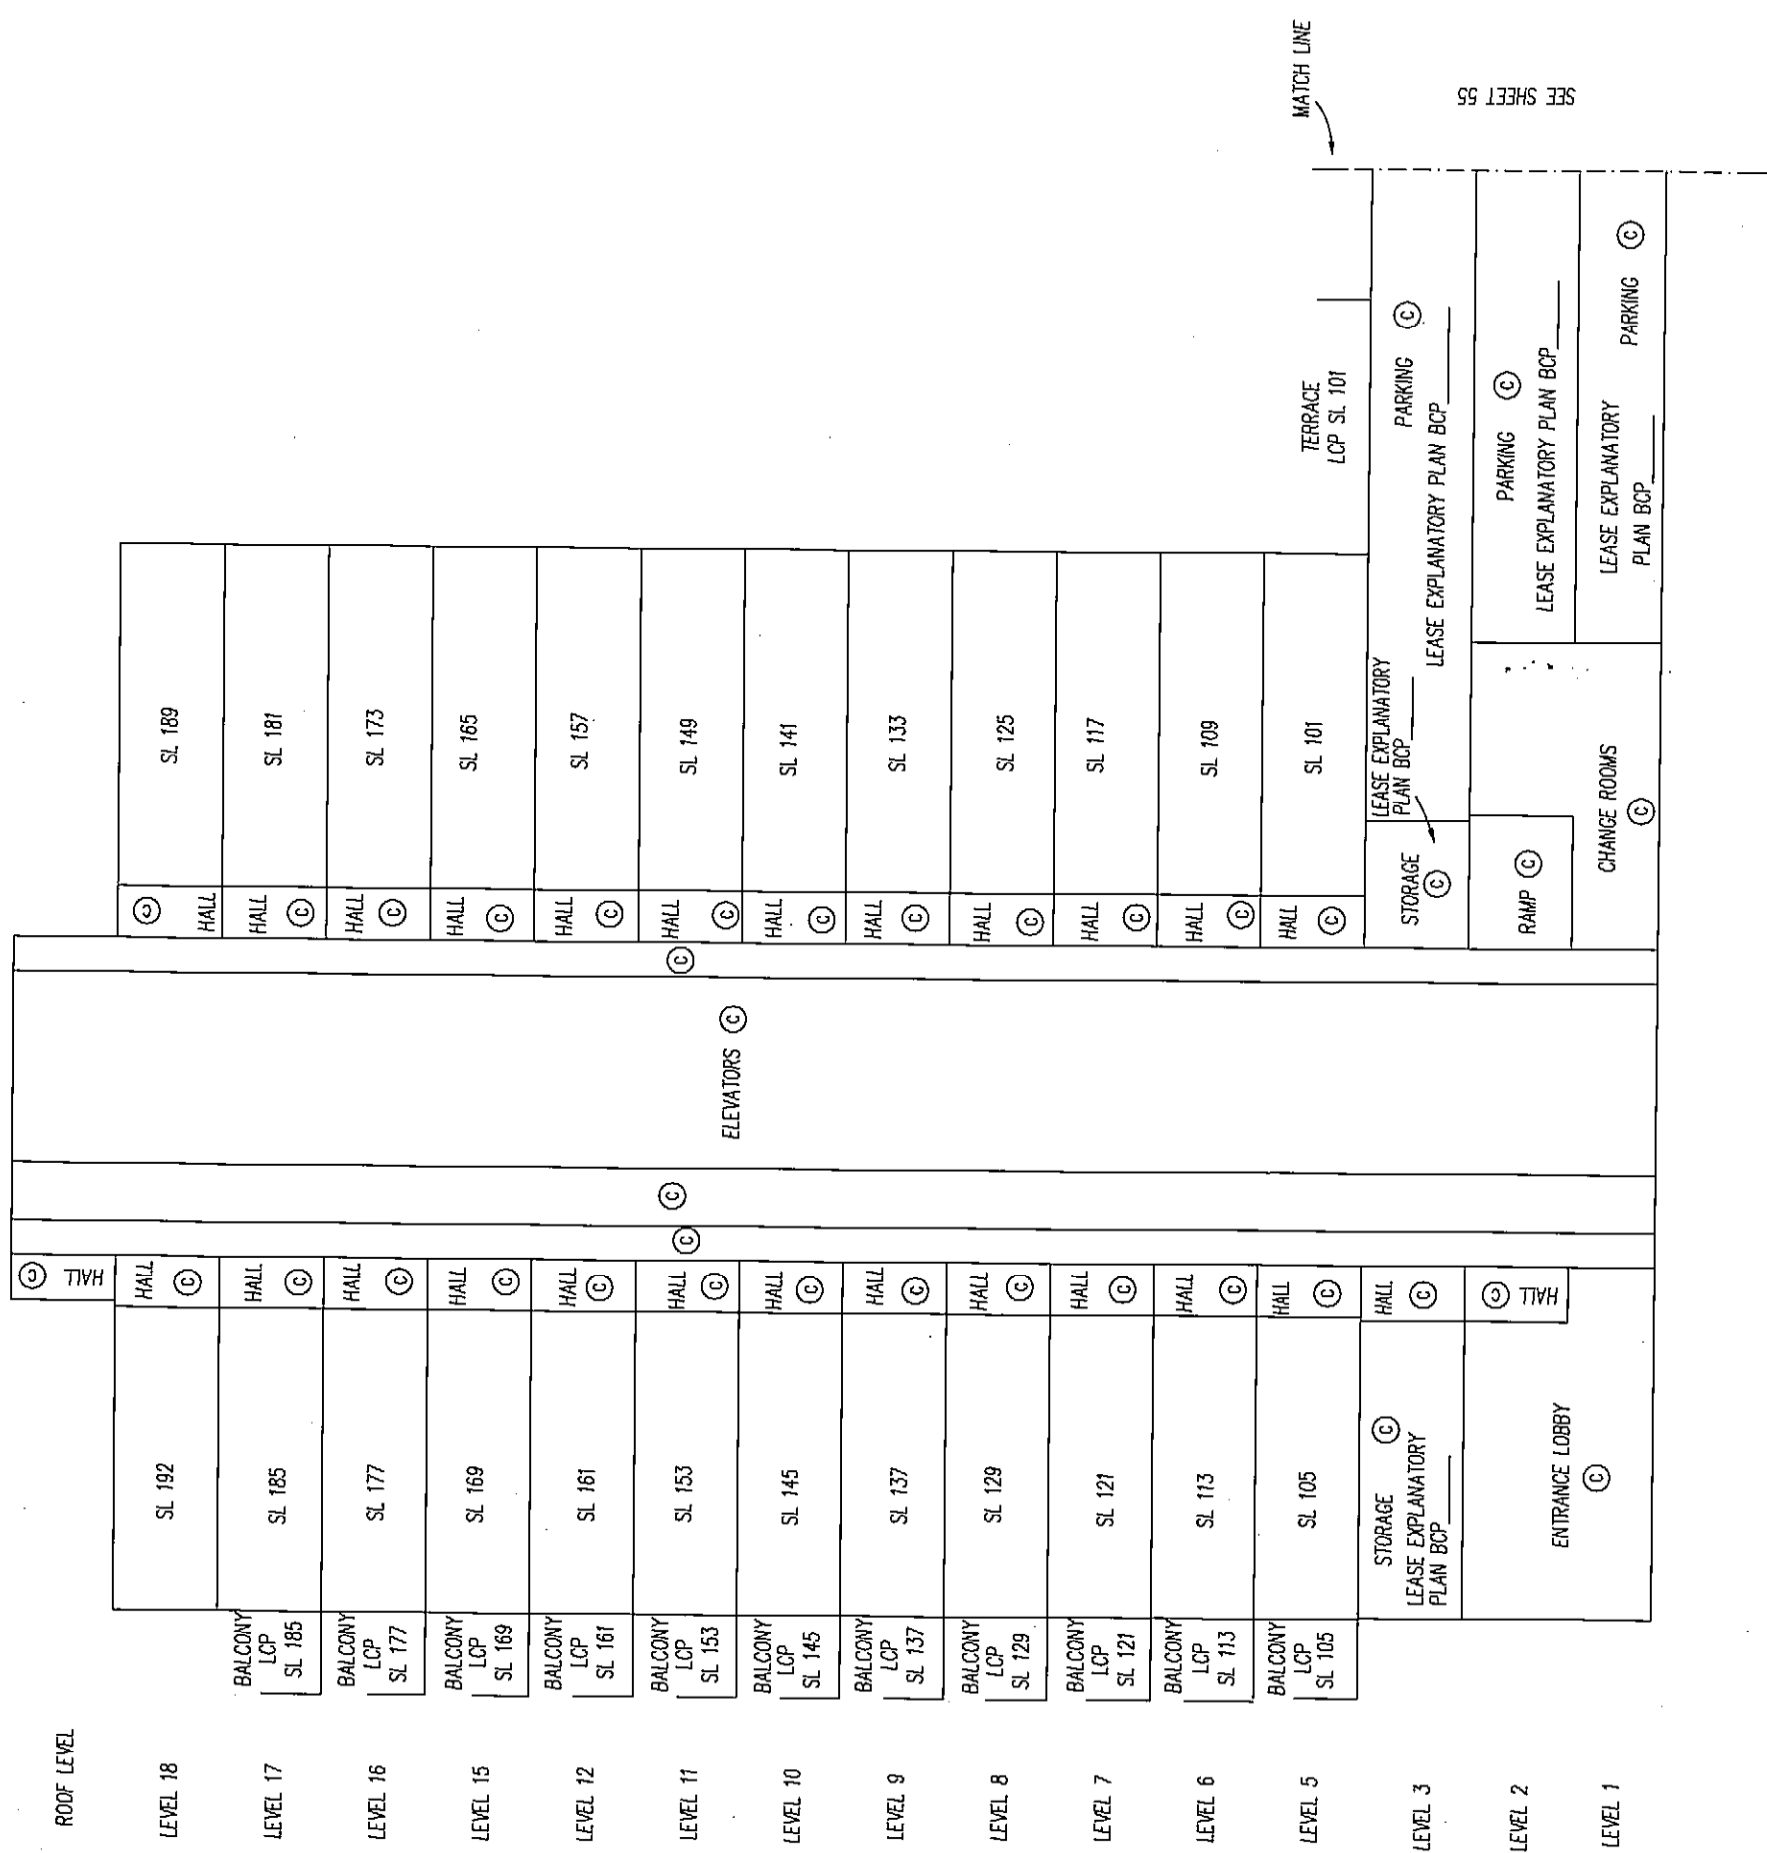 ROOF LEVEL
Ⓒ HALL
LEVEL 18
SL 192
HALL Ⓒ
Ⓒ HALL
SL 189
LEVEL 17
BALCONY
LCP
SL 185
SL 185
HALL Ⓒ
HALL Ⓒ
SL 181
LEVEL 16
BALCONY
LCP
SL 177
SL 177
HALL Ⓒ
HALL Ⓒ
SL 173
LEVEL 15
BALCONY
LCP
SL 169
SL 169
HALL Ⓒ
HALL Ⓒ
SL 165
LEVEL 12
BALCONY
LCP
SL 161
SL 161
HALL Ⓒ
HALL Ⓒ
SL 157
LEVEL 11
BALCONY
LCP
SL 153
SL 153
HALL Ⓒ
Ⓒ
Ⓒ
ELEVATORS Ⓒ
Ⓒ
HALL Ⓒ
SL 149
LEVEL 10
BALCONY
LCP
SL 145
SL 145
HALL Ⓒ
HALL Ⓒ
SL 141
LEVEL 9
BALCONY
LCP
SL 137
SL 137
HALL Ⓒ
HALL Ⓒ
SL 133
LEVEL 8
BALCONY
LCP
SL 129
SL 129
HALL Ⓒ
HALL Ⓒ
SL 125
LEVEL 7
BALCONY
LCP
SL 121
SL 121
HALL Ⓒ
HALL Ⓒ
SL 117
LEVEL 6
BALCONY
LCP
SL 113
SL 113
HALL Ⓒ
HALL Ⓒ
SL 109
LEVEL 5
BALCONY
LCP
SL 105
SL 105
HALL Ⓒ
HALL Ⓒ
SL 101
TERRACE
LCP SL 101
MATCH LINE
LEVEL 3
STORAGE Ⓒ
LEASE EXPLANATORY
PLAN BCP______
HALL Ⓒ
STORAGE
Ⓒ
LEASE EXPLANATORY
PLAN BCP______
PARKING Ⓒ
LEASE EXPLANATORY PLAN BCP______
SEE SHEET 55
LEVEL 2
Ⓒ HALL
RAMP Ⓒ
PARKING Ⓒ
LEASE EXPLANATORY PLAN BCP______
LEVEL 1
ENTRANCE LOBBY
Ⓒ
CHANGE ROOMS
Ⓒ
LEASE EXPLANATORY
PLAN BCP______
PARKING Ⓒ